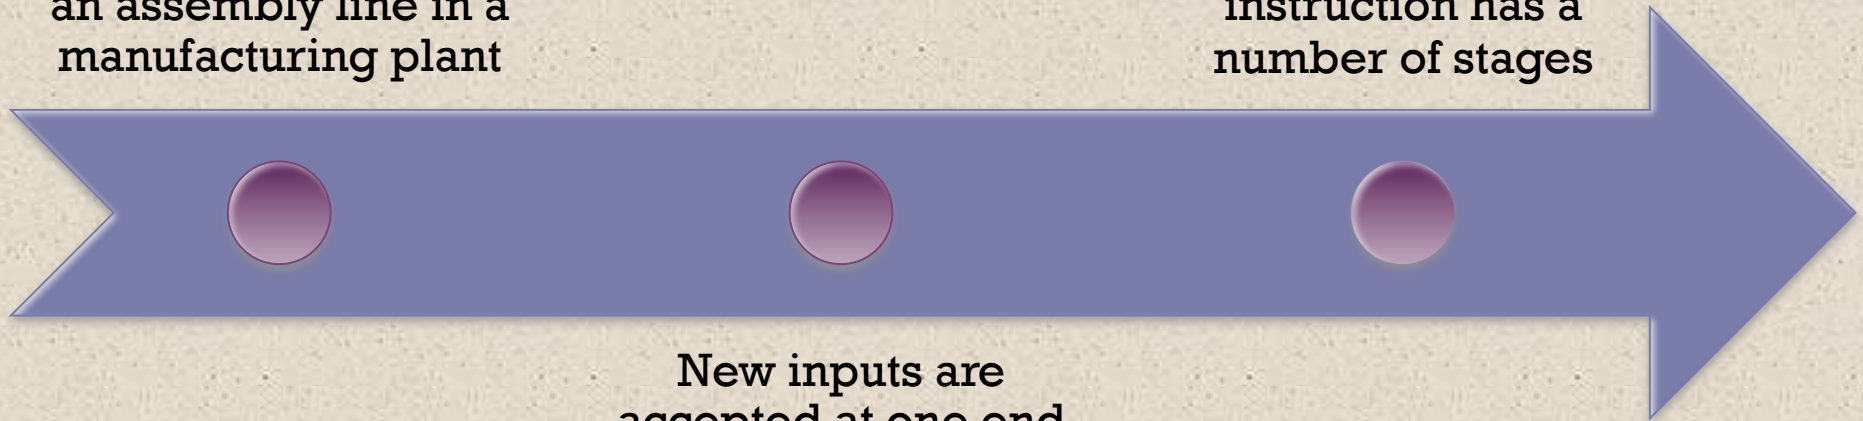 an assembly line in a
manufacturing plant
instruction has a
number of stages
New inputs are
accepted at one end